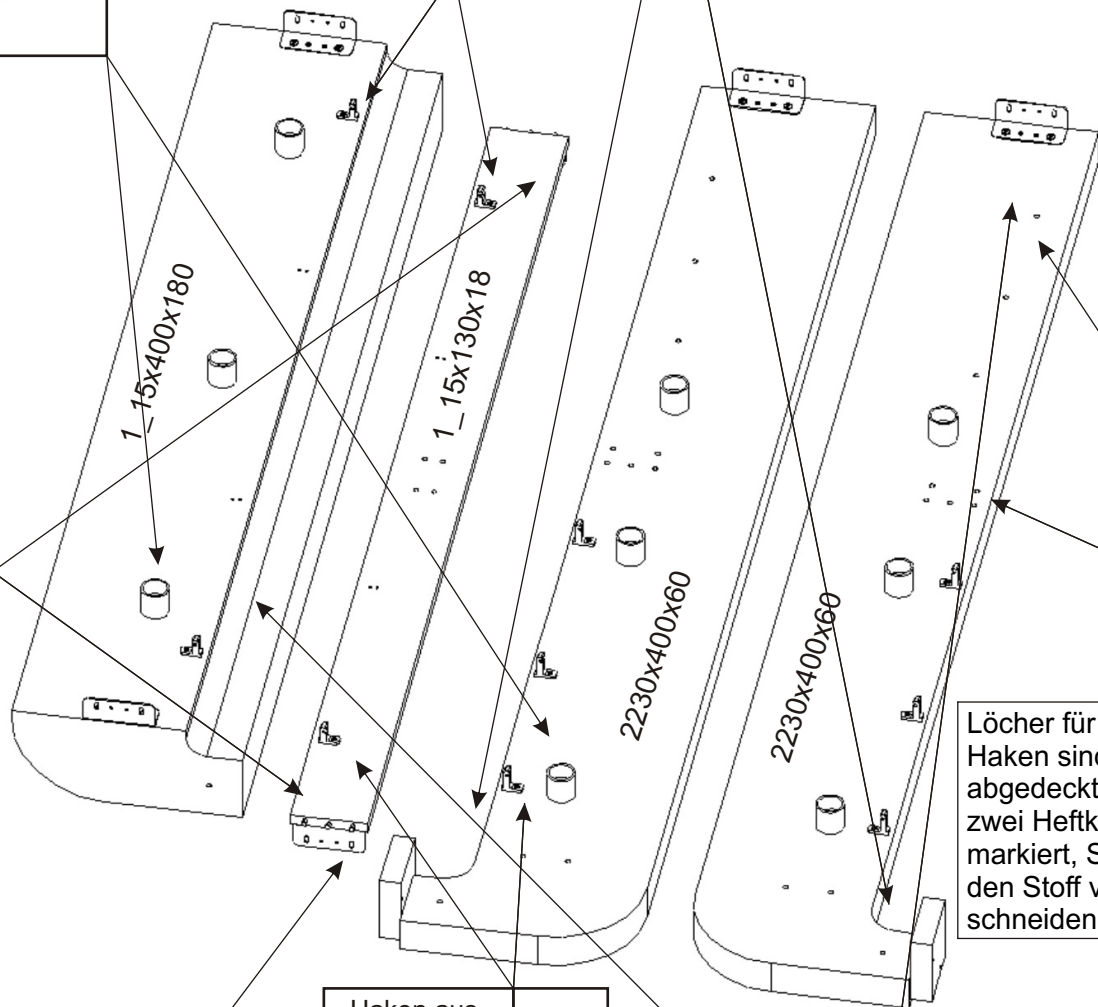 1_15x400x180
1_15x130x18
2230x400x60
2230x400x60
Löcher für
Haken sind
abgedeckt
zwei Heftk
markiert, S
den Stoff v
schneiden
Haken aus